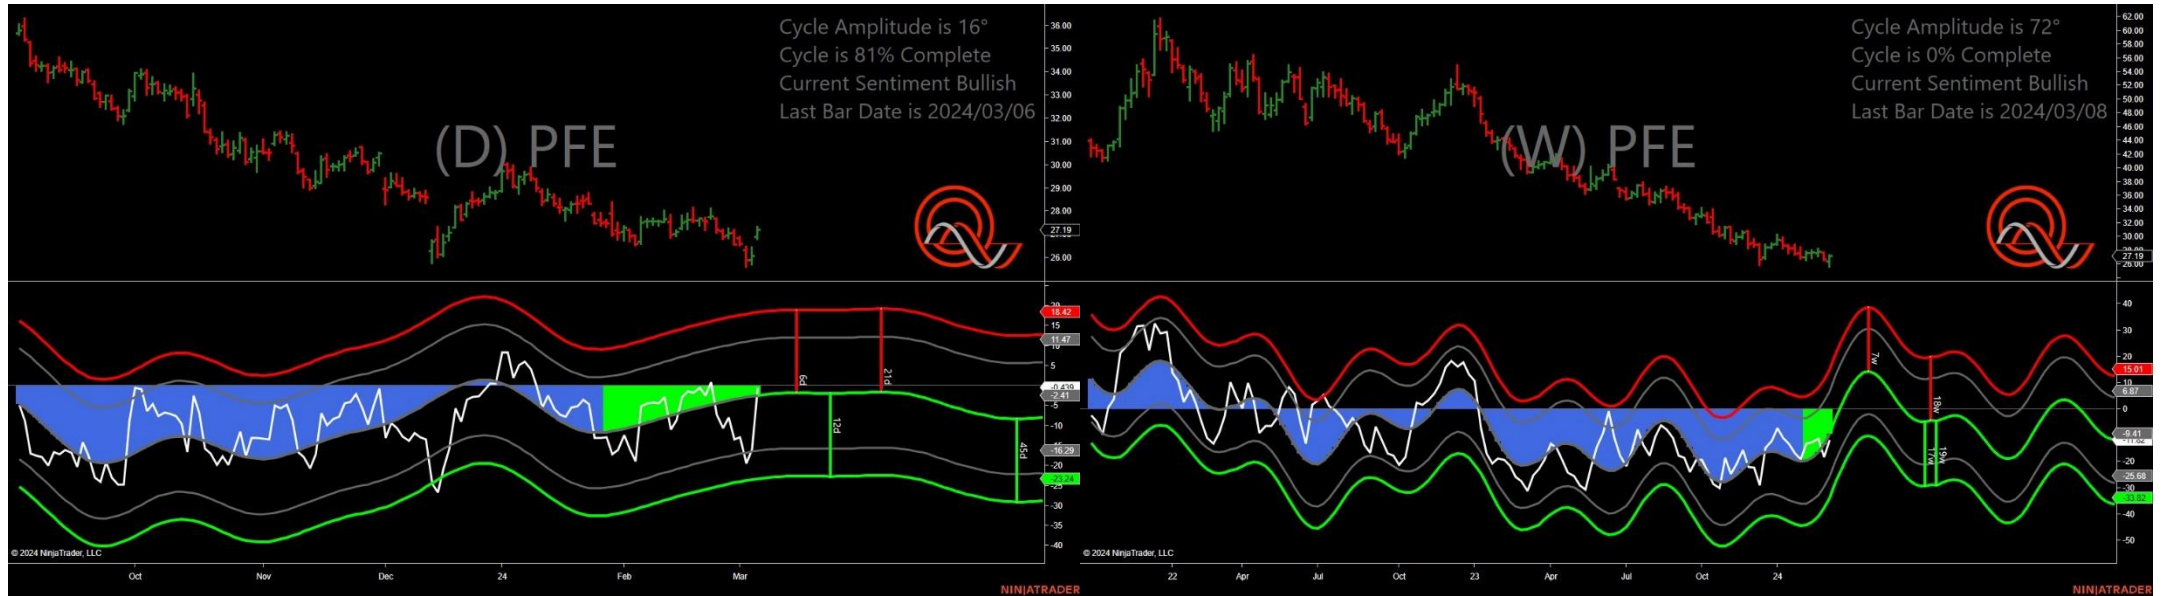 Cycle Amplitude is 16°
Cycle is 81% Complete
Current Sentiment Bullish
Last Bar Date is 2024/03/06
(D) PFE
36.00
35.00
34.00
33.00
32.00
31.00
30.00
29.00
28.00
27.19
26.00
18.42
15
11.47
5
-0.439
-2.41
-5
-10
-16.29
-20
-23.24
-30
-35
-40
6d
21d
12d
45d
© 2024 NinjaTrader, LLC
Oct
Nov
Dec
24
Feb
Mar
NINJATRADER
Cycle Amplitude is 72°
Cycle is 0% Complete
Current Sentiment Bullish
Last Bar Date is 2024/03/08
(W) PFE
62.00
60.00
58.00
56.00
54.00
52.00
50.00
48.00
46.00
44.00
42.00
40.00
38.00
36.00
34.00
32.00
30.00
27.19
26.00
40
30
20
15.01
10
6.87
0
-9.41
-20
-25.68
-30
-33.82
-40
-50
7w
18w
17w
19w
© 2024 NinjaTrader, LLC
22
Apr
Jul
Oct
23
Apr
Jul
Oct
24
NINJATRADER